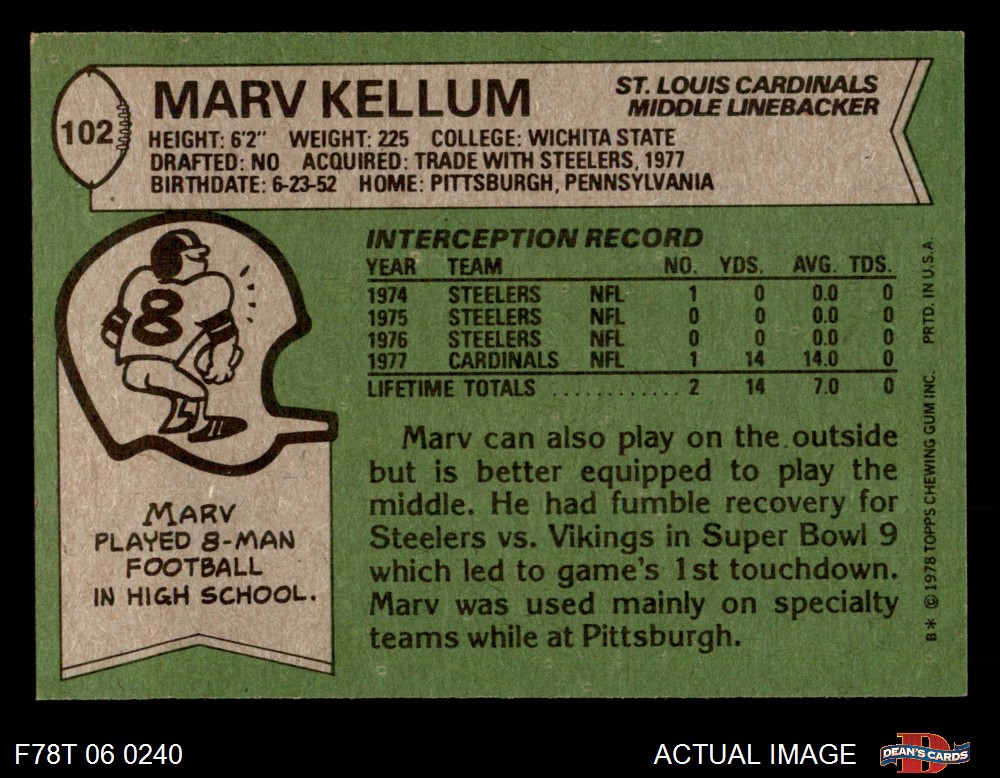 102
MARV KELLUM
ST. LOUIS CARDINALS
MIDDLE LINEBACKER
HEIGHT: 6'2" WEIGHT: 225 COLLEGE: WICHITA STATE
DRAFTED: NO ACQUIRED: TRADE WITH STEELERS, 1977
BIRTHDATE: 6-23-52 HOME: PITTSBURGH, PENNSYLVANIA
8
MARV
PLAYED 8-MAN
FOOTBALL
IN HIGH SCHOOL.
INTERCEPTION RECORD
YEAR TEAM NO. YDS. AVG. TDS.
1974 STEELERS NFL 1 0 0.0 0
1975 STEELERS NFL 0 0 0.0 0
1976 STEELERS NFL 0 0 0.0 0
1977 CARDINALS NFL 1 14 14.0 0
LIFETIME TOTALS ............ 2 14 7.0 0
Marv can also play on the outside
but is better equipped to play the
middle. He had fumble recovery for
Steelers vs. Vikings in Super Bowl 9
which led to game's 1st touchdown.
Marv was used mainly on specialty
teams while at Pittsburgh.
B* © 1978 TOPPS CHEWING GUM INC. PRTD. IN U.S.A.
F78T 06 0240
ACTUAL IMAGE
D
DEAN'S CARDS